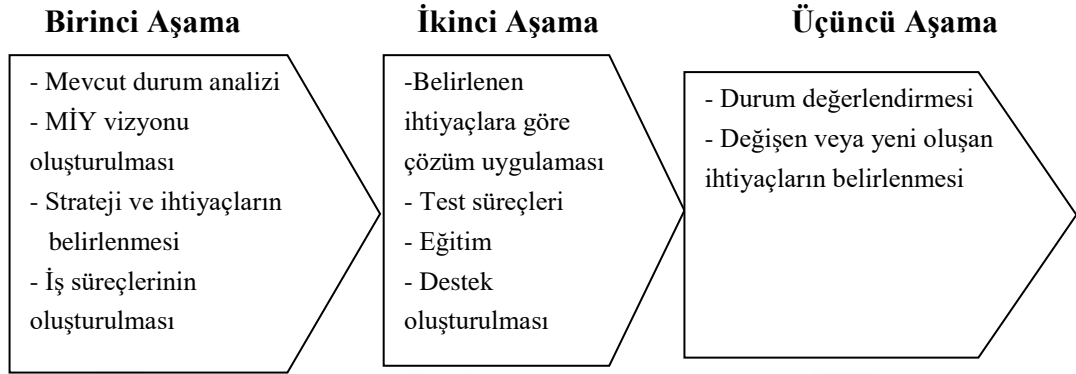 Birinci Aşama
- Mevcut durum analizi
- MİY vizyonu
oluşturulması
- Strateji ve ihtiyaçların
belirlenmesi
- İş süreçlerinin
oluşturulması
İkinci Aşama
-Belirlenen
ihtiyaçlara göre
çözüm uygulaması
- Test süreçleri
- Eğitim
- Destek
oluşturulması
Üçüncü Aşama
- Durum değerlendirmesi
- Değişen veya yeni oluşan
ihtiyaçların belirlenmesi